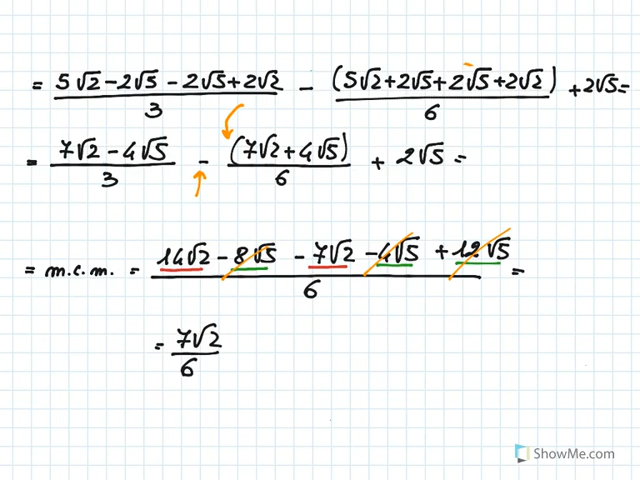 = (5√2 − 2√5 − 2√5 + 2√2)/3 − (5√2 + 2√5 + 2√5 + 2√2)/6 + 2√5 =
= (7√2 − 4√5)/3 − (7√2 + 4√5)/6 + 2√5 =
= m.c.m. = (14√2 − 8√5 − 7√2 − 4√5 + 12√5)/6 =
= 7√2/6
ShowMe.com